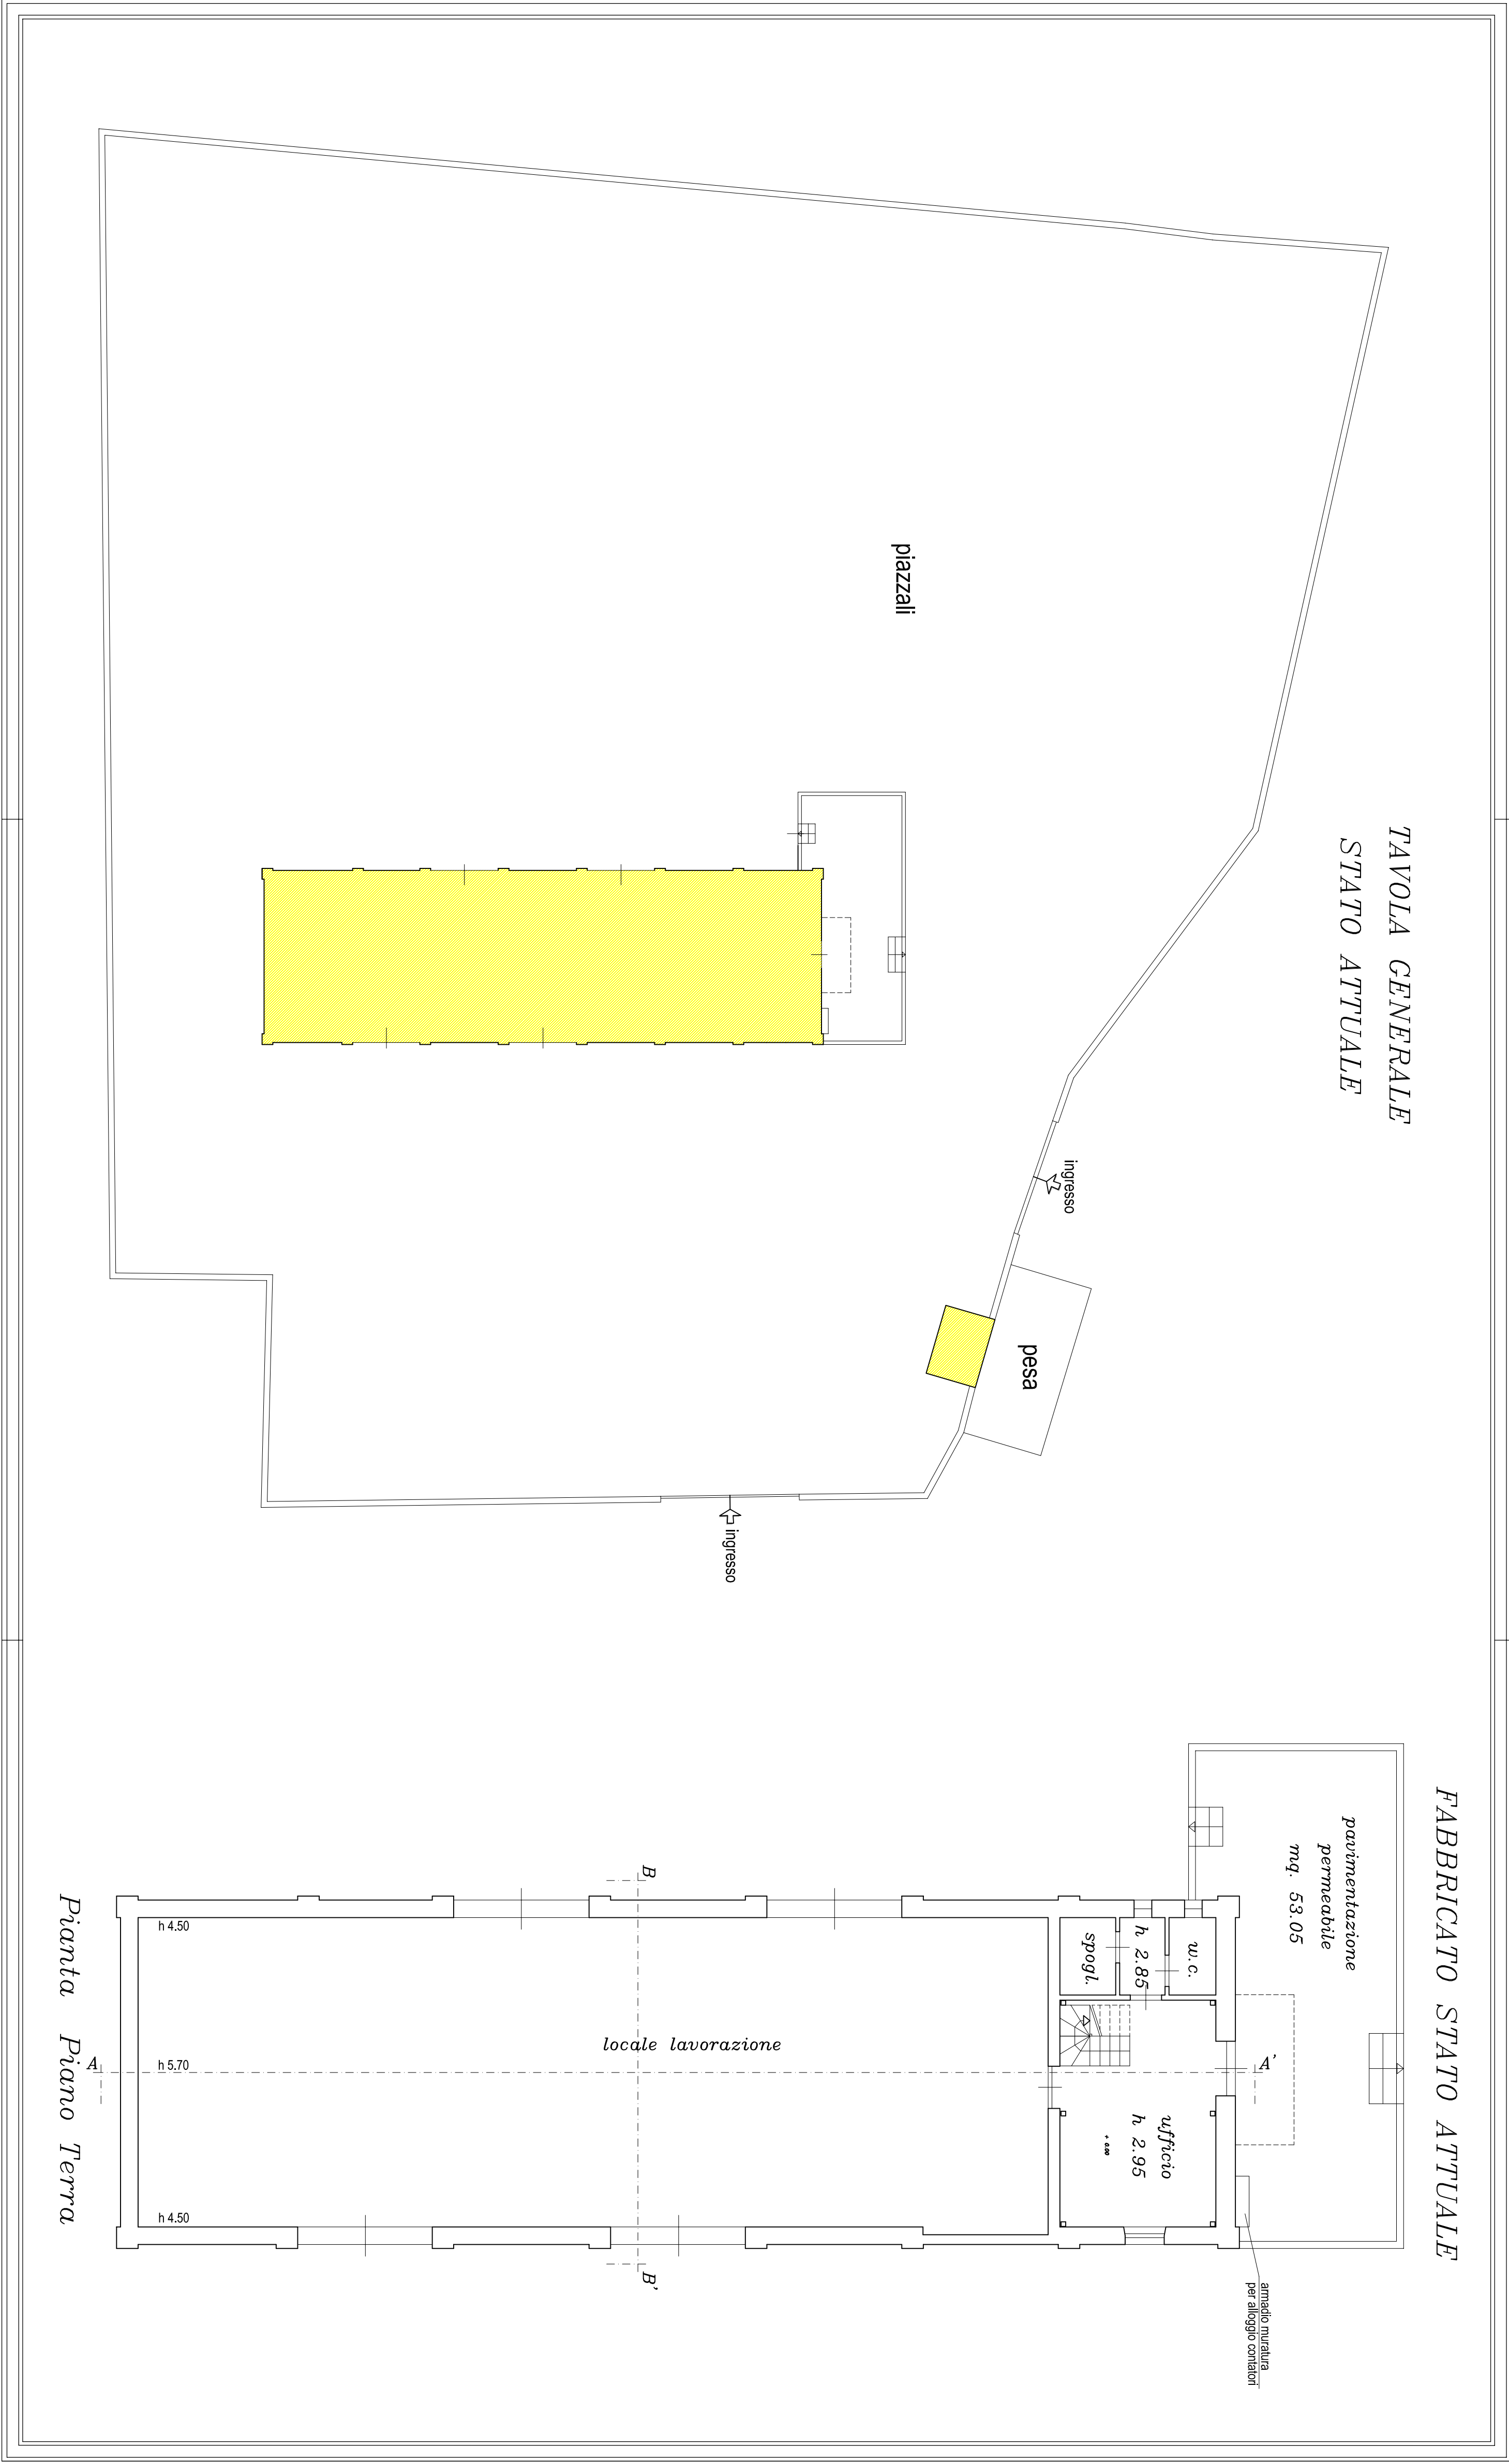 TAVOLA GENERALE
STATO ATTUALE
piazzali
ingresso
pesa
ingresso
FABBRICATO STATO ATTUALE
pavimentazione
permeabile
mq. 53.05
w.c.
h 2.85
spogl.
ufficio
h 2.95
+ 0.00
A'
armadio muratura
per alloggio contatori
B
locale lavorazione
B'
h 4.50
h 5.70
h 4.50
A
Pianta Piano Terra